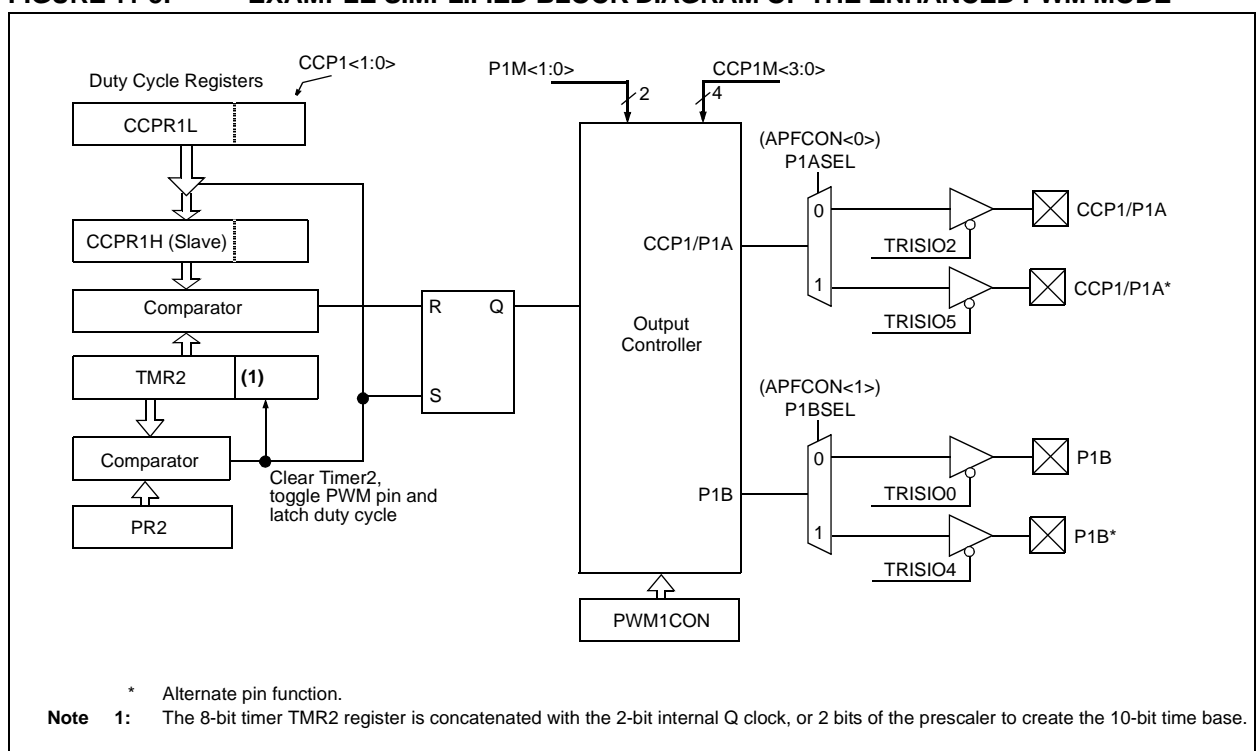 FIGURE 11-5: EXAMPLE SIMPLIFIED BLOCK DIAGRAM OF THE ENHANCED PWM MODE
Duty Cycle Registers
CCP1<1:0>
CCPR1L
CCPR1H (Slave)
Comparator
TMR2
(1)
Comparator
PR2
Clear Timer2,
toggle PWM pin and
latch duty cycle
R
Q
S
P1M<1:0>
2
CCP1M<3:0>
4
CCP1/P1A
Output
Controller
P1B
PWM1CON
(APFCON<0>)
P1ASEL
0
1
TRISIO2
CCP1/P1A
TRISIO5
CCP1/P1A*
(APFCON<1>)
P1BSEL
0
1
TRISIO0
P1B
TRISIO4
P1B*
* Alternate pin function.
Note 1: The 8-bit timer TMR2 register is concatenated with the 2-bit internal Q clock, or 2 bits of the prescaler to create the 10-bit time base.